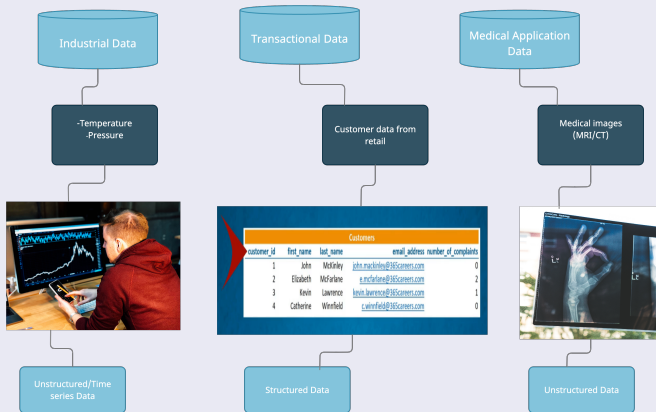 Industrial Data
Transactional Data
Medical Application
Data
-Temperature
-Pressure
Customer data from
retail
Medical images
(MRI/CT)
Customers
customer_id first_name last_name email_address number_of_complaints
1 John McKinley john.mackinley@365careers.com 0
2 Elizabeth McFarlane e.mcfarlane@365careers.com 2
3 Kevin Lawrence kevin.lawrence@365careers.com 1
4 Catherine Winnfield c.winnfield@365careers.com 0
Unstructured/Time
series Data
Structured Data
Unstructured Data